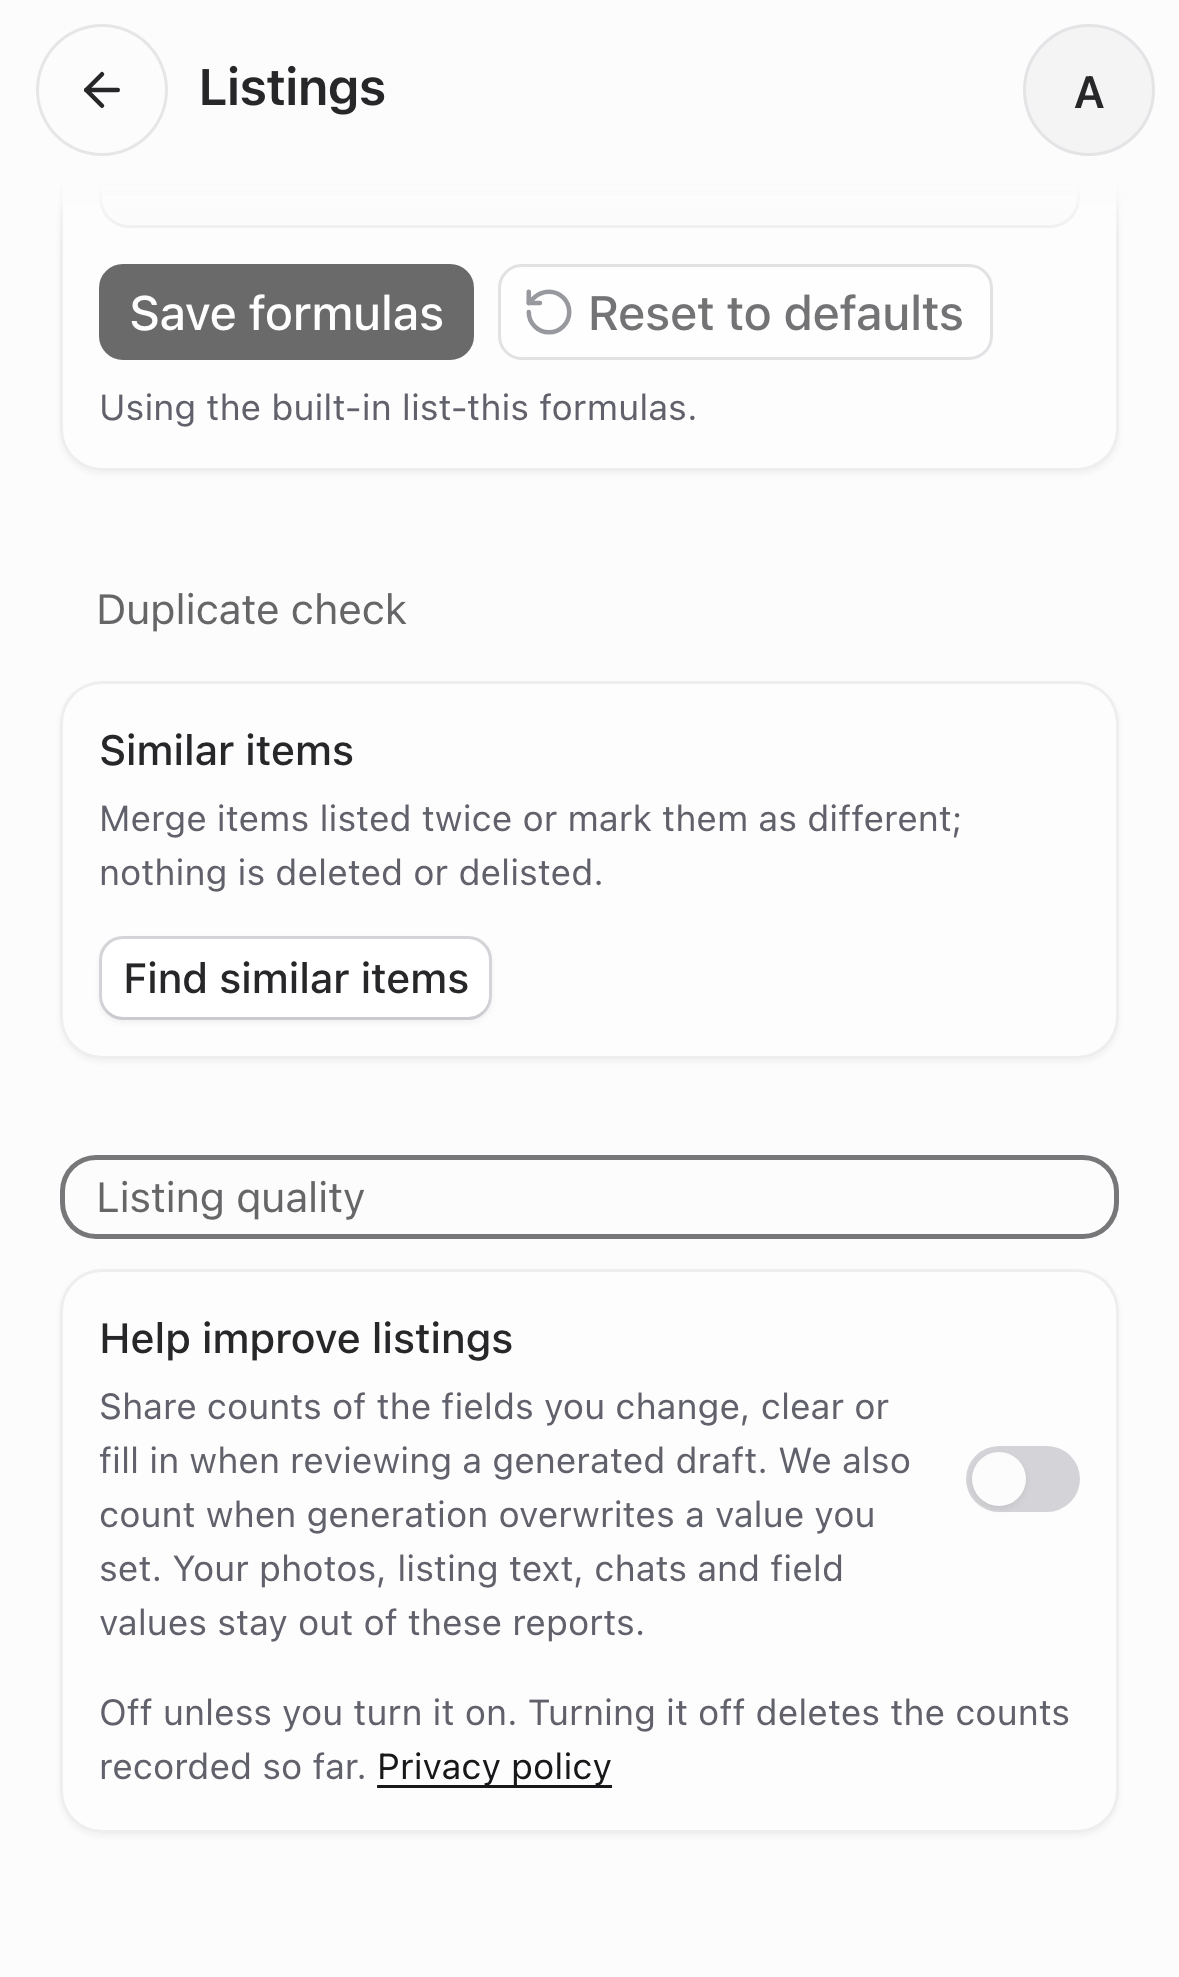 Listings
A
Save formulas
Reset to defaults
Using the built-in list-this formulas.
Duplicate check
Similar items
Merge items listed twice or mark them as different;
nothing is deleted or delisted.
Find similar items
Listing quality
Help improve listings
Share counts of the fields you change, clear or
fill in when reviewing a generated draft. We also
count when generation overwrites a value you
set. Your photos, listing text, chats and field
values stay out of these reports.
Off unless you turn it on. Turning it off deletes the counts
recorded so far. Privacy policy